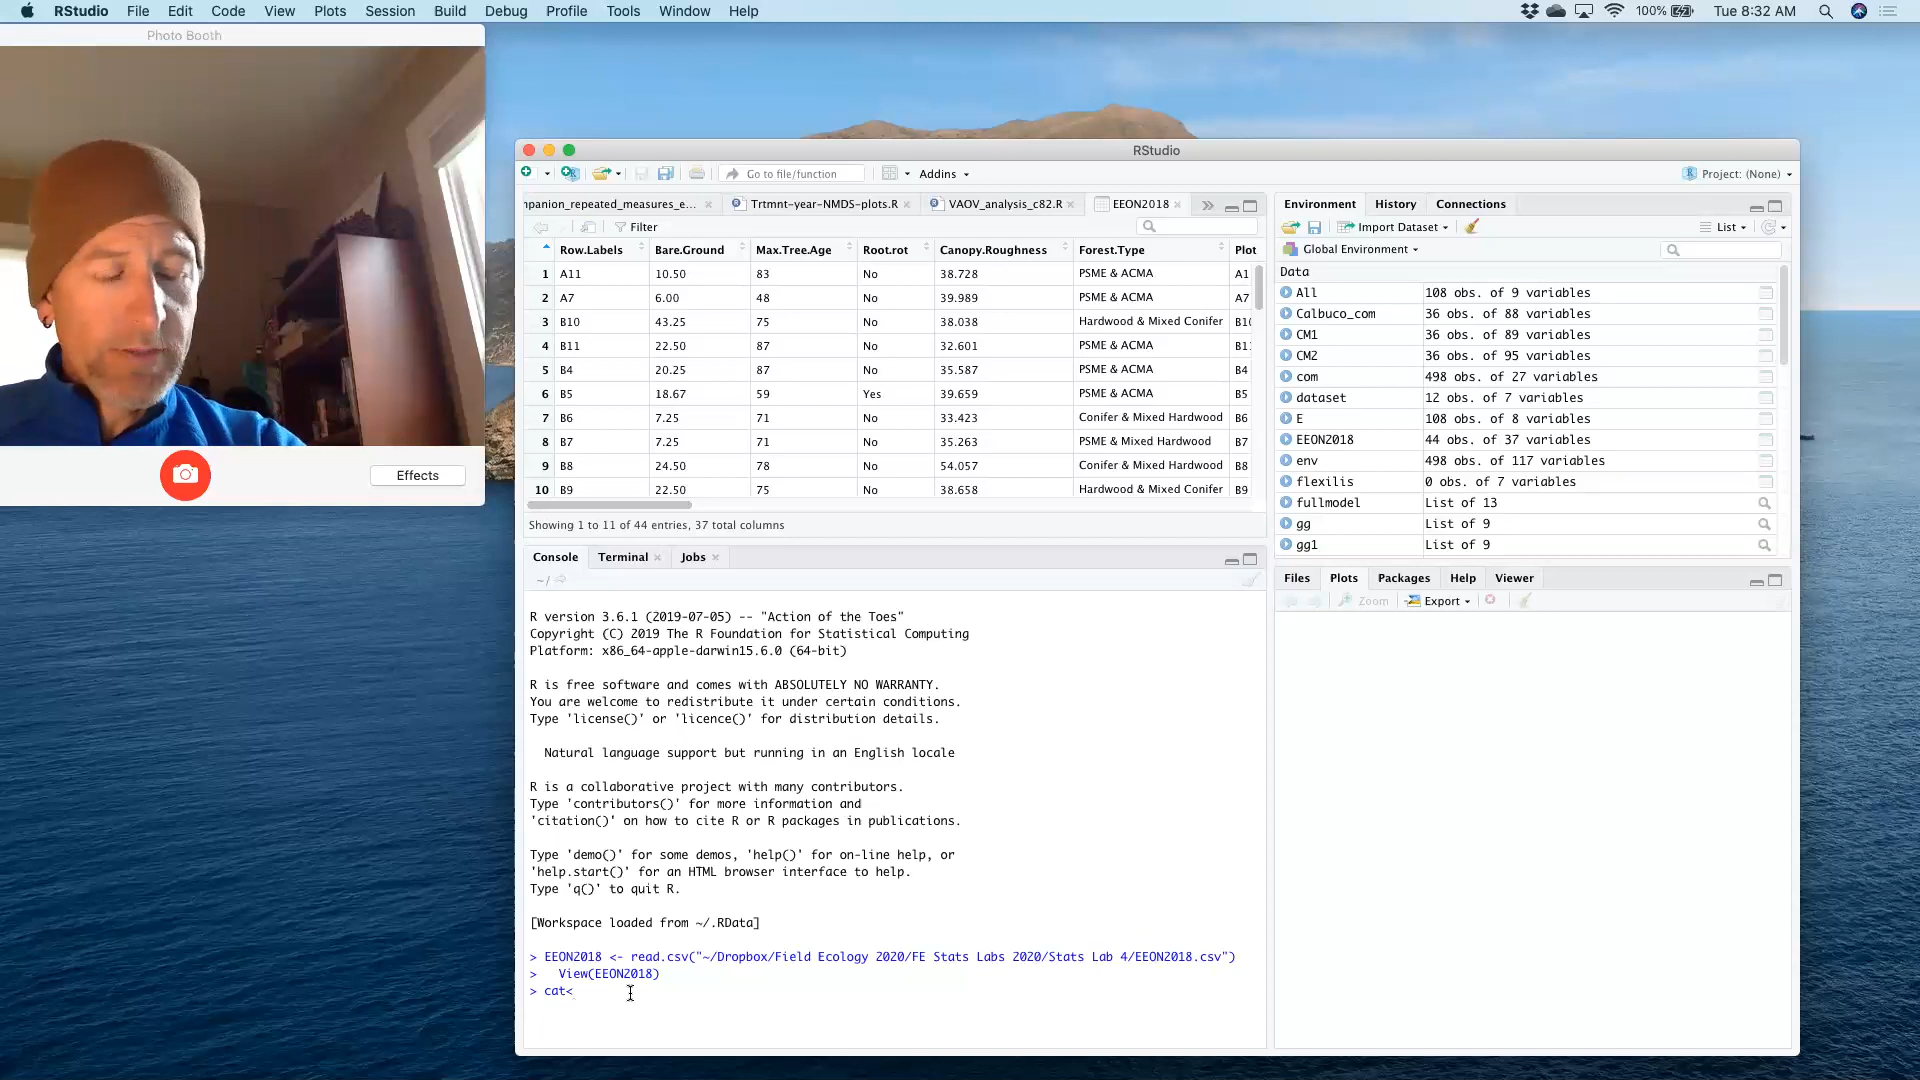 RStudio File Edit Code View Plots Session Build Debug Profile Tools Window Help
100% Tue 8:32 AM
Photo Booth
Effects
RStudio
Go to file/function Addins
Project: (None)
npanion_repeated_measures_e... Trtmnt-year-NMDS-plots.R VAOV_analysis_c82.R EEON2018
Filter
Row.Labels Bare.Ground Max.Tree.Age Root.rot Canopy.Roughness Forest.Type Plot
1 A11 10.50 83 No 38.728 PSME & ACMA A1
2 A7 6.00 48 No 39.989 PSME & ACMA A7
3 B10 43.25 75 No 38.038 Hardwood & Mixed Conifer B10
4 B11 22.50 87 No 32.601 PSME & ACMA B11
5 B4 20.25 87 No 35.587 PSME & ACMA B4
6 B5 18.67 59 Yes 39.659 PSME & ACMA B5
7 B6 7.25 71 No 33.423 Conifer & Mixed Hardwood B6
8 B7 7.25 71 No 35.263 PSME & Mixed Hardwood B7
9 B8 24.50 78 No 54.057 Conifer & Mixed Hardwood B8
10 B9 22.50 75 No 38.658 Hardwood & Mixed Conifer B9
Showing 1 to 11 of 44 entries, 37 total columns
Console Terminal Jobs
~/
R version 3.6.1 (2019-07-05) -- "Action of the Toes"
Copyright (C) 2019 The R Foundation for Statistical Computing
Platform: x86_64-apple-darwin15.6.0 (64-bit)
R is free software and comes with ABSOLUTELY NO WARRANTY.
You are welcome to redistribute it under certain conditions.
Type 'license()' or 'licence()' for distribution details.
Natural language support but running in an English locale
R is a collaborative project with many contributors.
Type 'contributors()' for more information and
'citation()' on how to cite R or R packages in publications.
Type 'demo()' for some demos, 'help()' for on-line help, or
'help.start()' for an HTML browser interface to help.
Type 'q()' to quit R.
[Workspace loaded from ~/.RData]
> EEON2018 <- read.csv("~/Dropbox/Field Ecology 2020/FE Stats Labs 2020/Stats Lab 4/EEON2018.csv")
> View(EEON2018)
> cat<
Environment History Connections
Import Dataset List
Global Environment
Data
All 108 obs. of 9 variables
Calbuco_com 36 obs. of 88 variables
CM1 36 obs. of 89 variables
CM2 36 obs. of 95 variables
com 498 obs. of 27 variables
dataset 12 obs. of 7 variables
E 108 obs. of 8 variables
EEON2018 44 obs. of 37 variables
env 498 obs. of 117 variables
flexilis 0 obs. of 7 variables
fullmodel List of 13
gg List of 9
gg1 List of 9
Files Plots Packages Help Viewer
Zoom Export